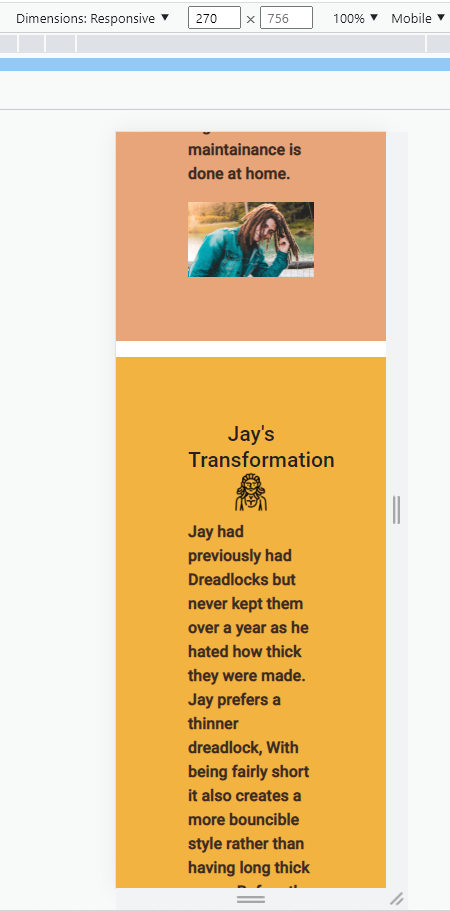 Dimensions: Responsive ▼ 270 × 756 100% ▼ Mobile ▼
maintainance is
done at home.
Jay's
Transformation
Jay had
previously had
Dreadlocks but
never kept them
over a year as he
hated how thick
they were made.
Jay prefers a
thinner
dreadlock, With
being fairly short
it also creates a
more bouncible
style rather than
having long thick